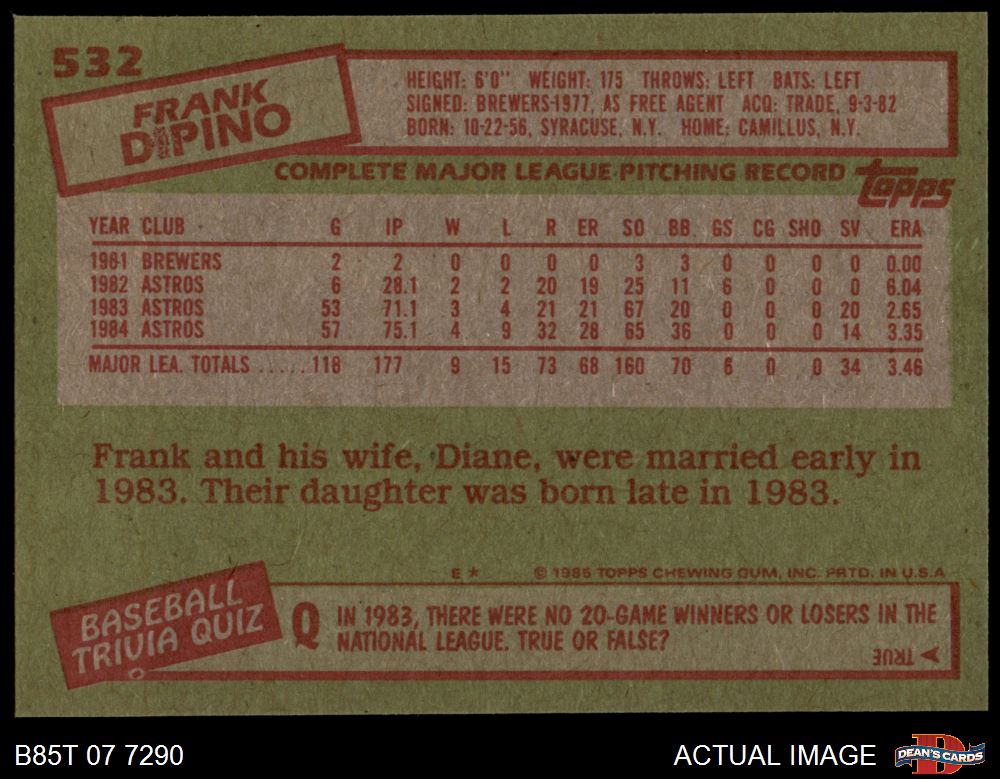 532
FRANK
DIPINO
HEIGHT: 6'0" WEIGHT: 175 THROWS: LEFT BATS: LEFT
SIGNED: BREWERS-1977, AS FREE AGENT ACQ: TRADE, 9-3-82
BORN: 10-22-56, SYRACUSE, N.Y. HOME: CAMILLUS, N.Y.
COMPLETE MAJOR LEAGUE PITCHING RECORD
topps
YEAR CLUB G IP W L R ER SO BB GS CG SHO SV ERA
1981 BREWERS 2 2 0 0 0 0 3 3 0 0 0 0 0.00
1982 ASTROS 6 28.1 2 2 20 19 25 11 6 0 0 0 6.04
1983 ASTROS 53 71.1 3 4 21 21 67 20 0 0 0 20 2.65
1984 ASTROS 57 75.1 4 9 32 28 65 36 0 0 0 14 3.35
MAJOR LEA. TOTALS .....118 177 9 15 73 68 160 70 6 0 0 34 3.46
Frank and his wife, Diane, were married early in
1983. Their daughter was born late in 1983.
E * © 1985 TOPPS CHEWING GUM, INC. PRTD. IN U.S.A.
BASEBALL
TRIVIA QUIZ
Q IN 1983, THERE WERE NO 20-GAME WINNERS OR LOSERS IN THE
NATIONAL LEAGUE. TRUE OR FALSE?
A TRUE
B85T 07 7290
ACTUAL IMAGE
DEAN'S CARDS